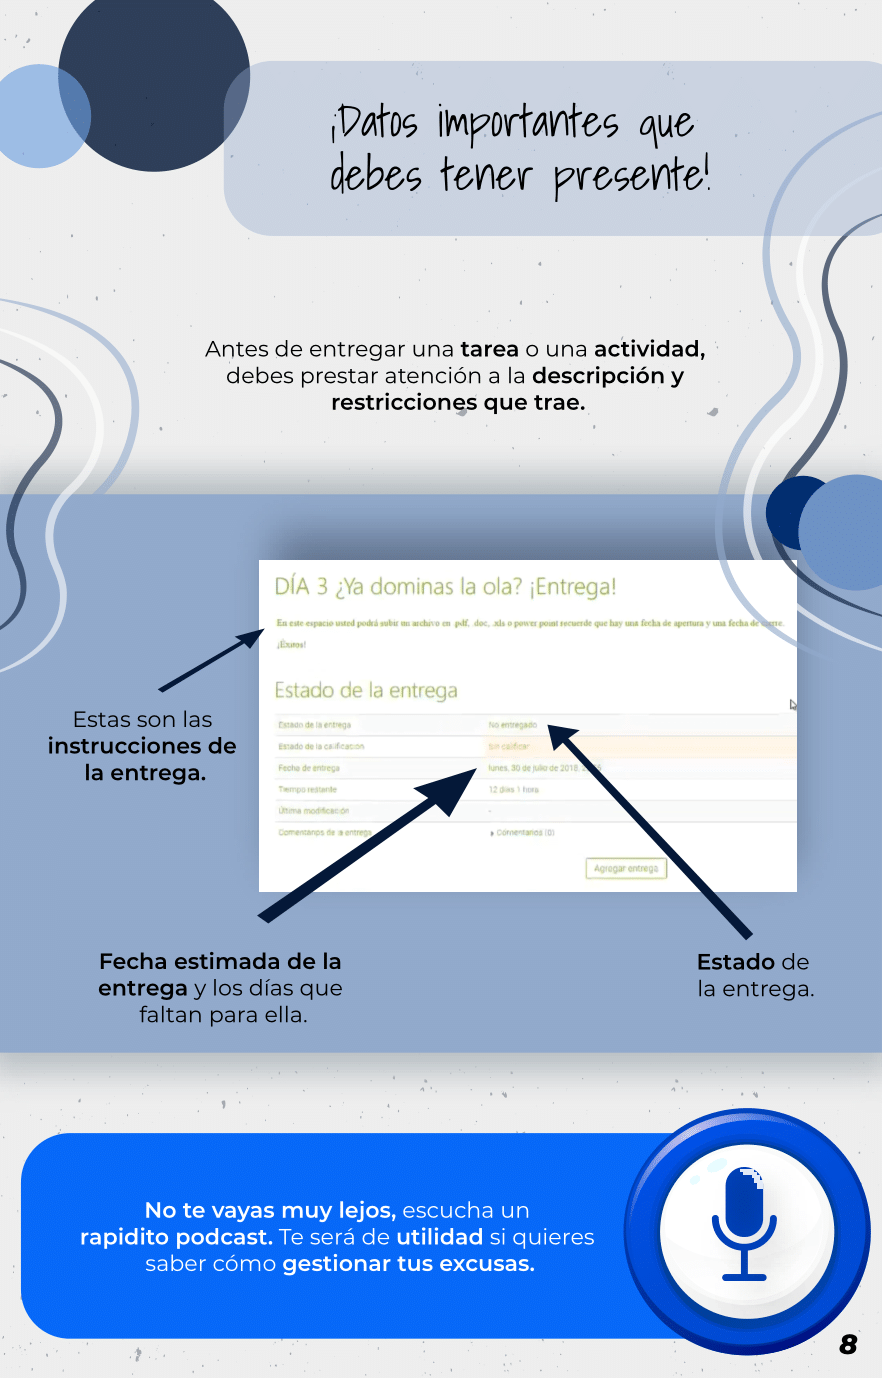 ¡Datos importantes que
debes tener presente!
Antes de entregar una tarea o una actividad,
debes prestar atención a la descripción y
restricciones que trae.
DÍA 3 ¿Ya dominas la ola? ¡Entrega!
En este espacio usted podrá subir un archivo en .pdf, .doc, .xls o power point recuerde que hay una fecha de apertura y una fecha de cierre.
¡Éxitos!
Estado de la entrega
Estado de la entrega No entregado
Estado de la calificación Sin calificar
Fecha de entrega lunes, 30 de julio de 2018,
Tiempo restante 12 días 1 hora
Última modificación -
Comentarios de la entrega Comentarios (0)
Agregar entrega
Estas son las
instrucciones de
la entrega.
Fecha estimada de la
entrega y los días que
faltan para ella.
Estado de
la entrega.
No te vayas muy lejos, escucha un
rapidito podcast. Te será de utilidad si quieres
saber cómo gestionar tus excusas.
8